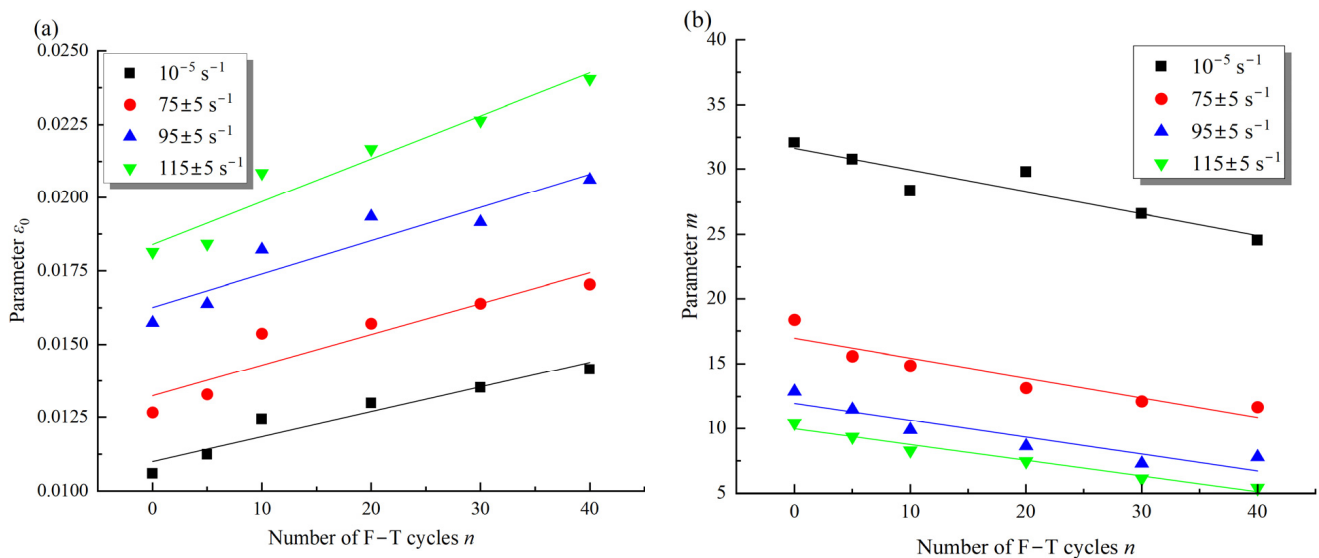 (a)
0.0250
0.0225
0.0200
0.0175
0.0150
0.0125
0.0100
Parameter ε₀
10⁻⁵ s⁻¹
75±5 s⁻¹
95±5 s⁻¹
115±5 s⁻¹
0 10 20 30 40
Number of F−T cycles n
(b)
40
35
30
25
20
15
10
5
Parameter m
10⁻⁵ s⁻¹
75±5 s⁻¹
95±5 s⁻¹
115±5 s⁻¹
0 10 20 30 40
Number of F−T cycles n